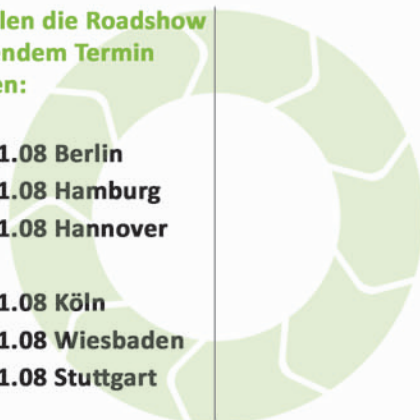 len die Roadshow
ndem Termin
en:
1.08 Berlin
1.08 Hamburg
1.08 Hannover
1.08 Köln
1.08 Wiesbaden
1.08 Stuttgart